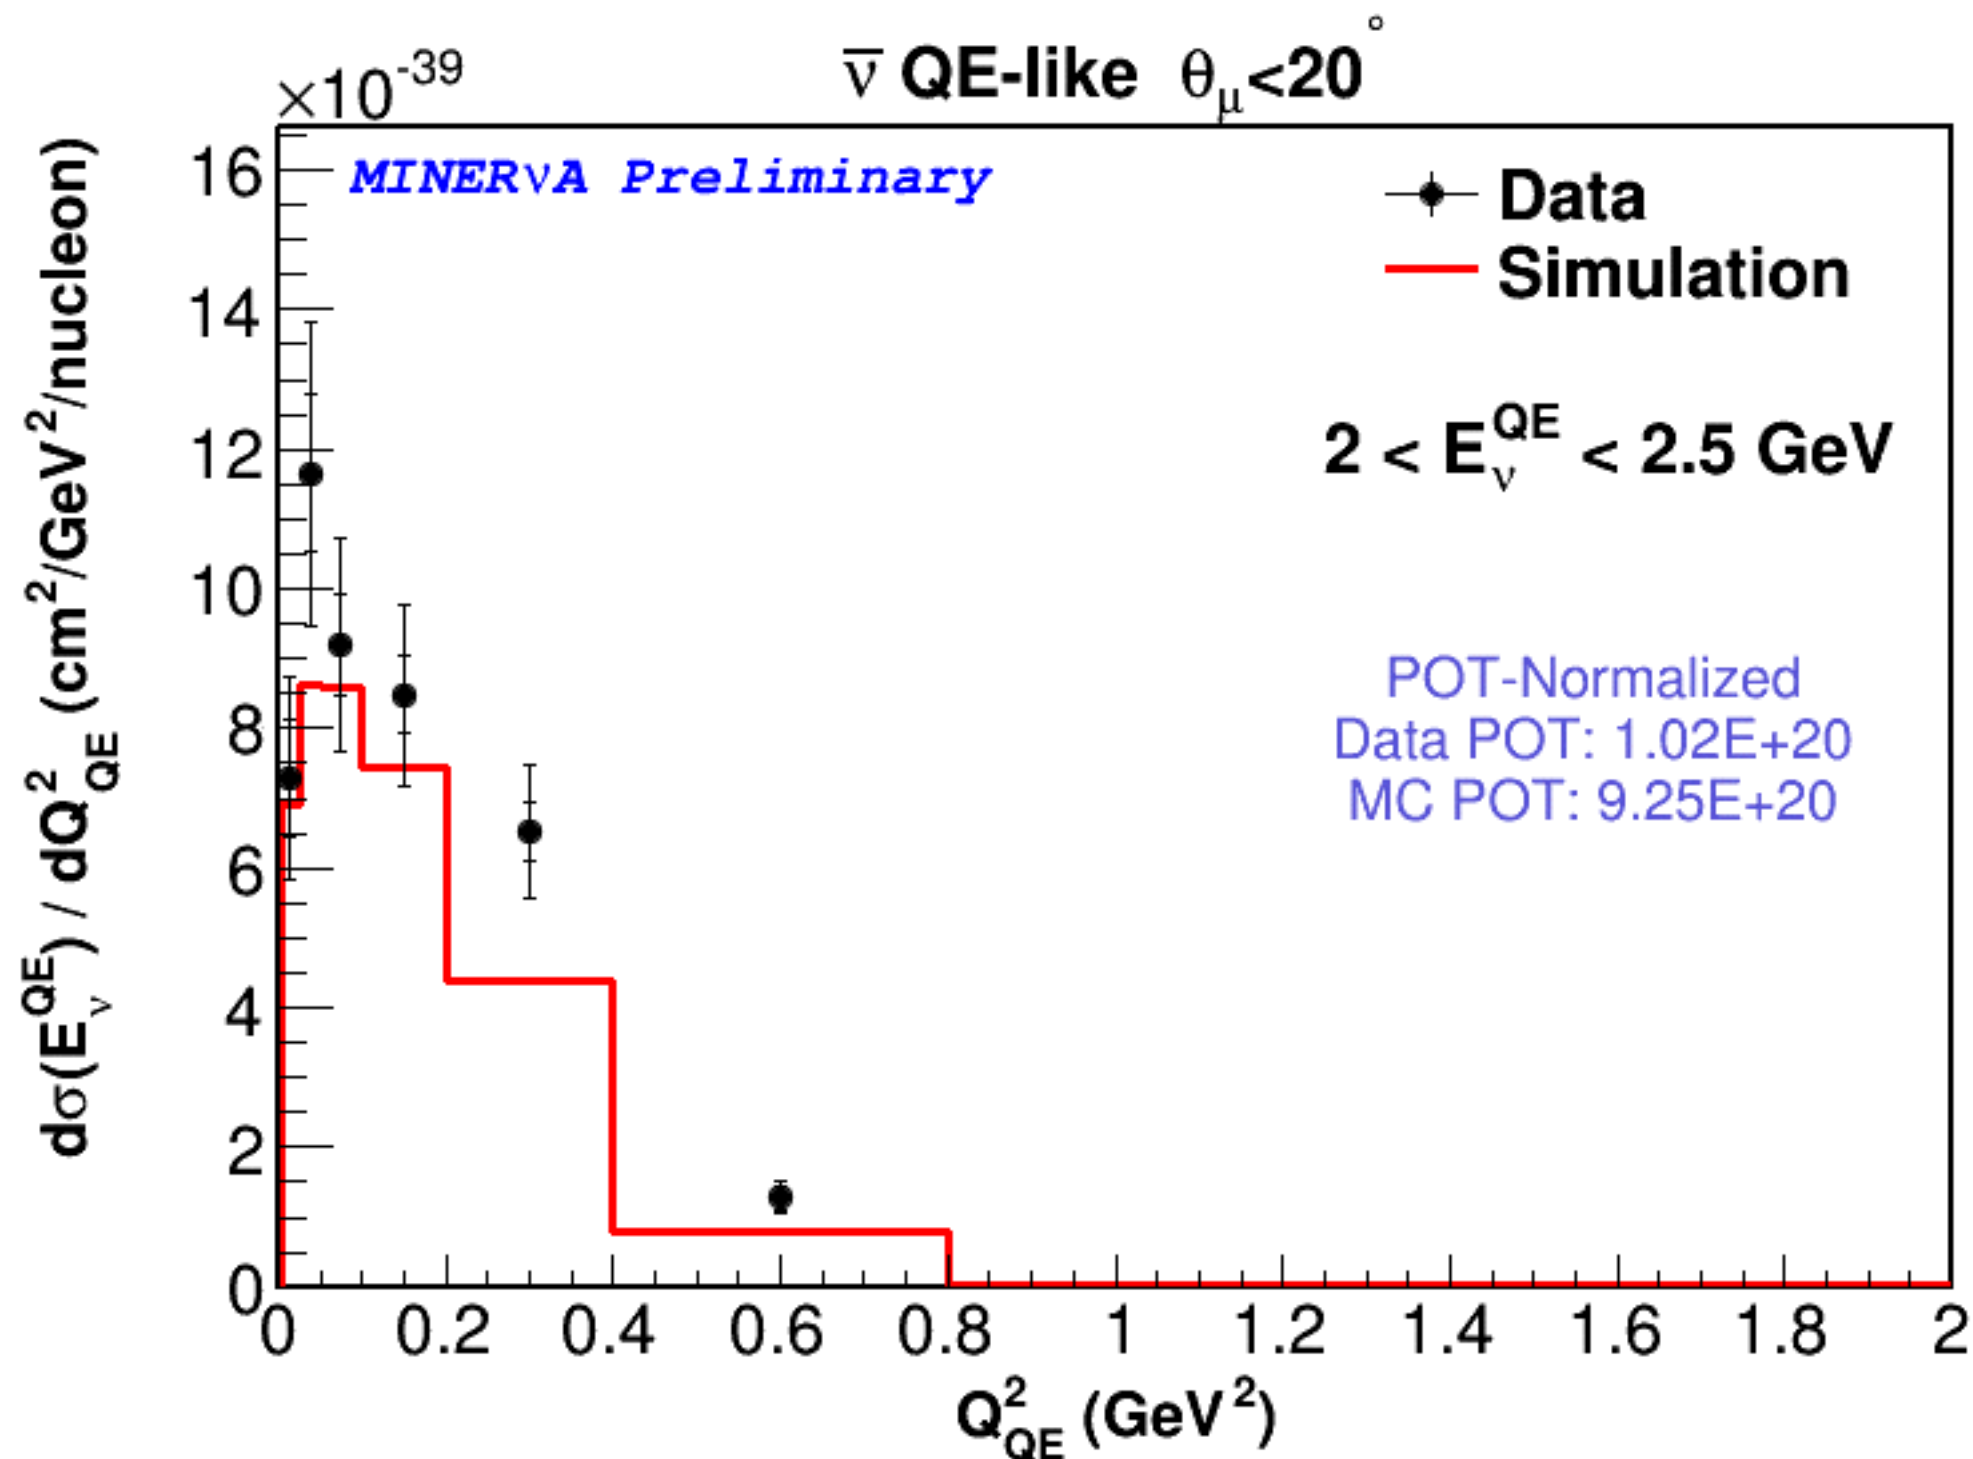 ×10⁻³⁹
ν̅ QE-like θ_μ<20°
MINERνA Preliminary
Data
Simulation
2 < E_ν^QE < 2.5 GeV
POT-Normalized
Data POT: 1.02E+20
MC POT: 9.25E+20
dσ(E_ν^QE) / dQ²_QE (cm²/GeV²/nucleon)
16
14
12
10
8
6
4
2
0
0 0.2 0.4 0.6 0.8 1 1.2 1.4 1.6 1.8 2
Q²_QE (GeV²)